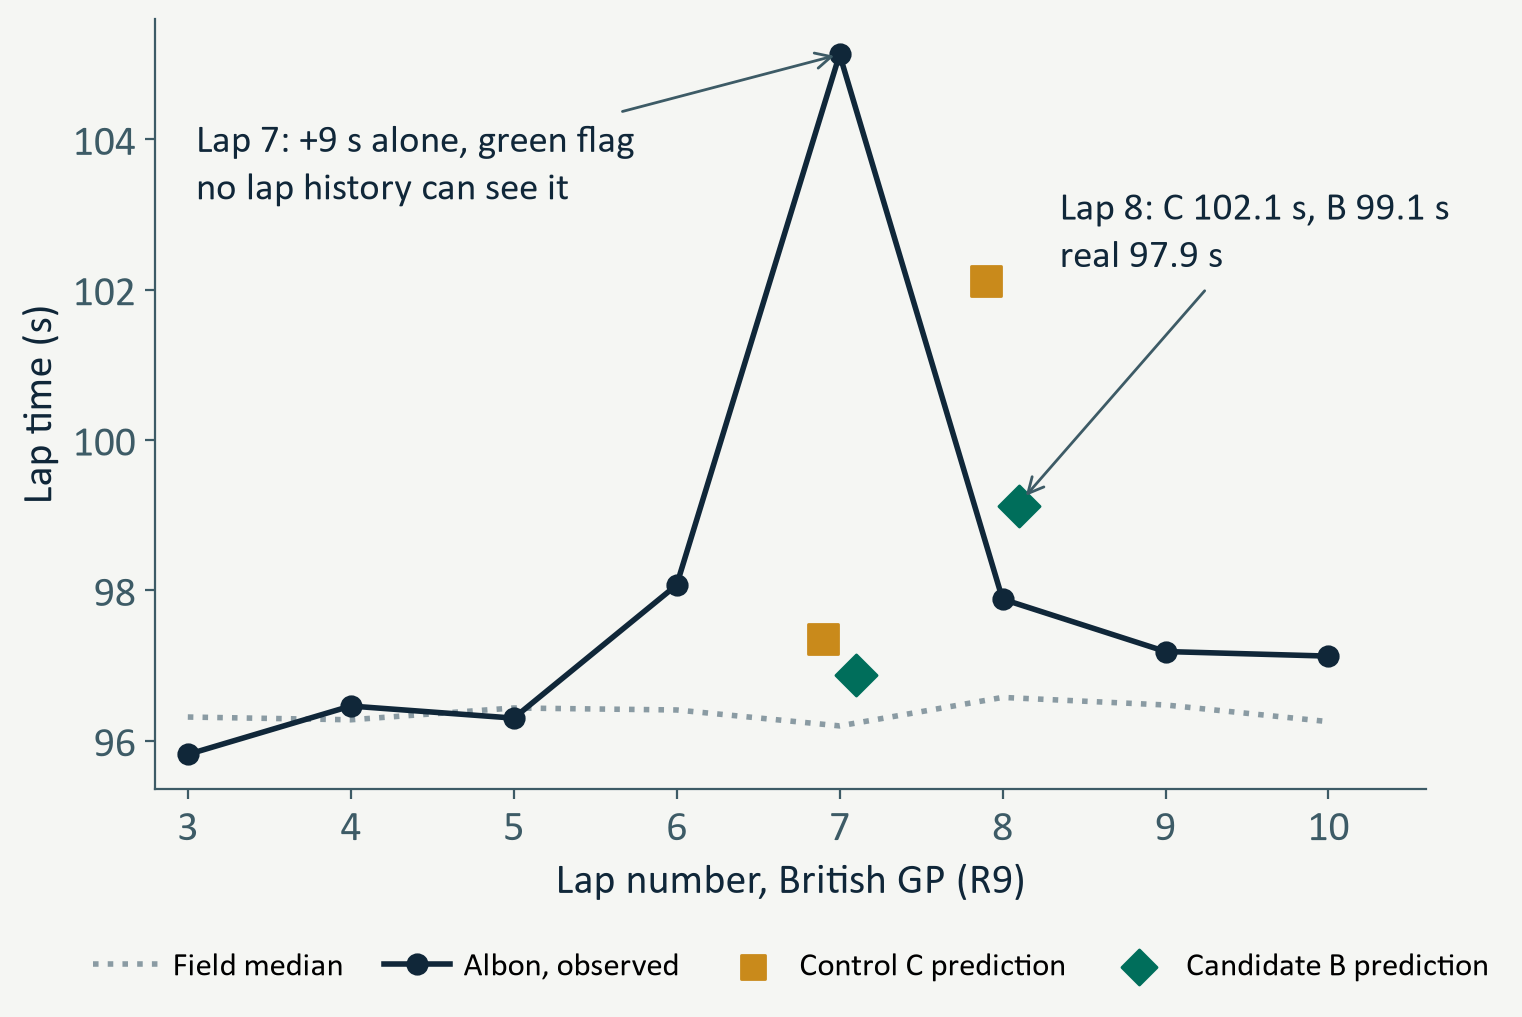 Lap 7: +9 s alone, green flag
no lap history can see it
Lap 8: C 102.1 s, B 99.1 s
real 97.9 s
Lap time (s)
104
102
100
98
96
3 4 5 6 7 8 9 10
Lap number, British GP (R9)
Field median
Albon, observed
Control C prediction
Candidate B prediction